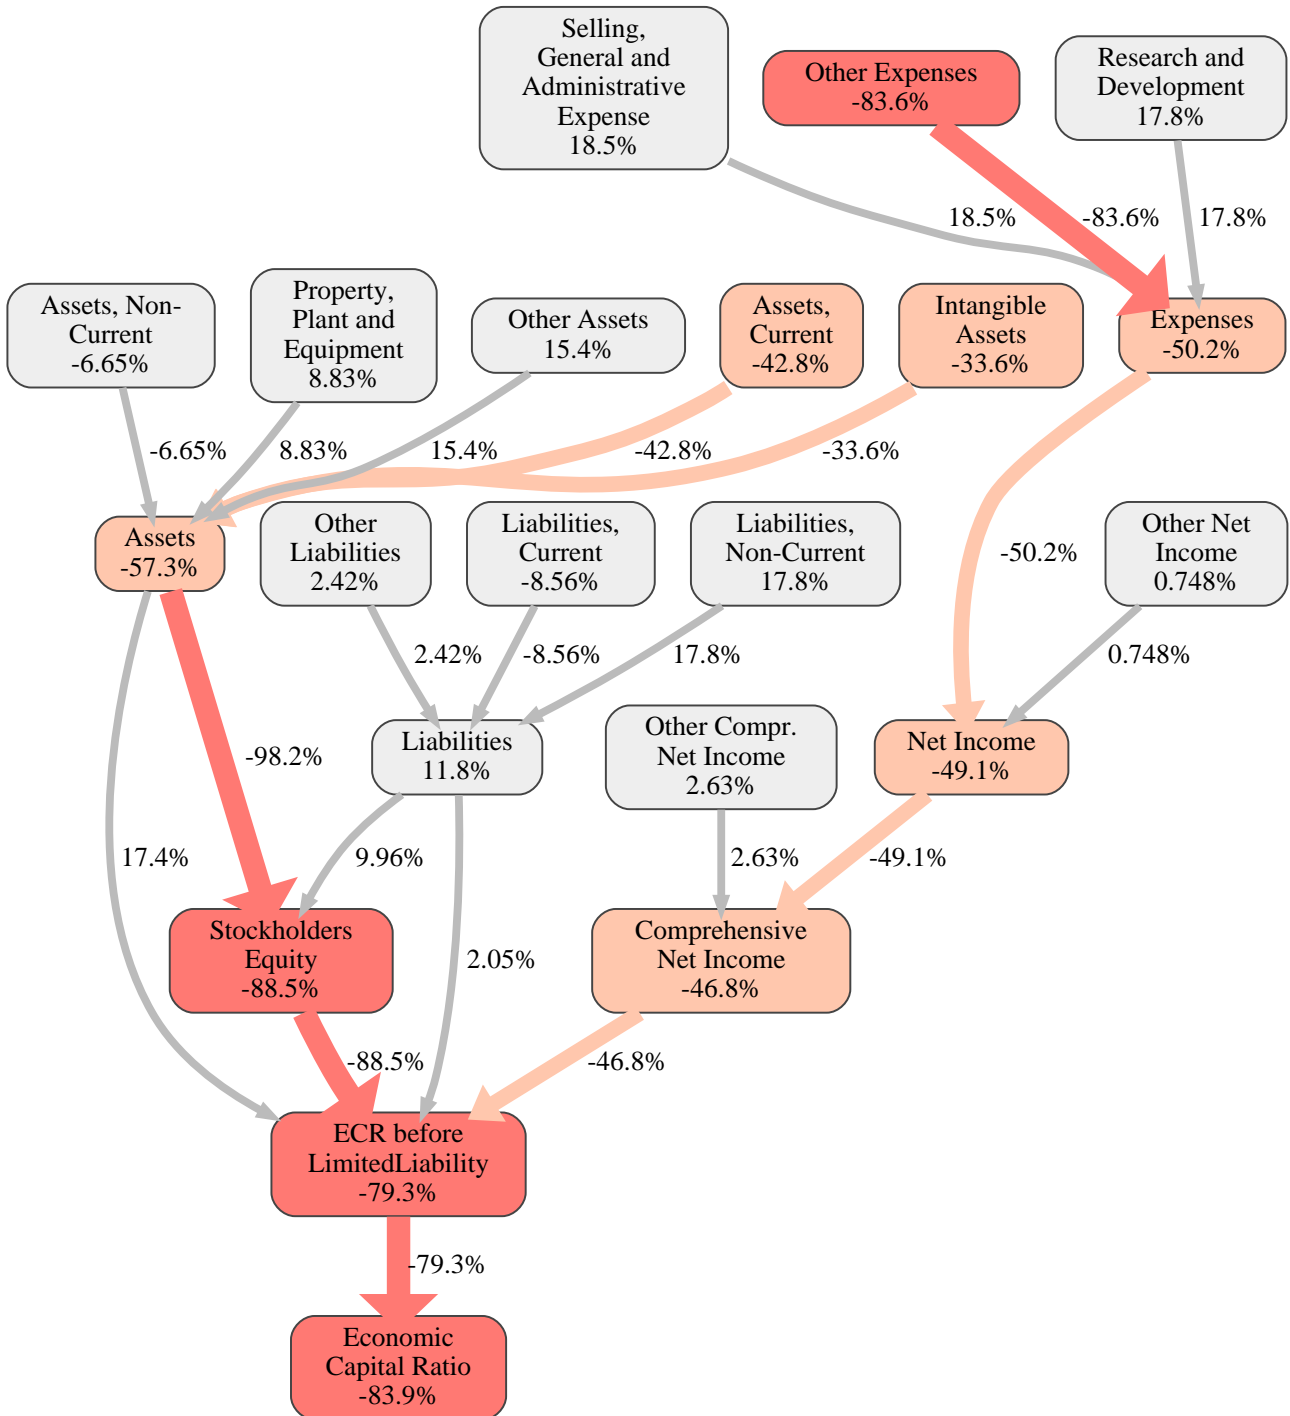 Selling,
General and
Administrative
Expense
18.5%
Other Expenses
-83.6%
Research and
Development
17.8%
18.5%
-83.6%
17.8%
Assets, Non-
Current
-6.65%
Property,
Plant and
Equipment
8.83%
Other Assets
15.4%
Assets,
Current
-42.8%
Intangible
Assets
-33.6%
Expenses
-50.2%
-6.65%
8.83%
15.4%
-42.8%
-33.6%
Assets
-57.3%
Other
Liabilities
2.42%
Liabilities,
Current
-8.56%
Liabilities,
Non-Current
17.8%
-50.2%
Other Net
Income
0.748%
2.42%
-8.56%
17.8%
0.748%
-98.2%
Liabilities
11.8%
Other Compr.
Net Income
2.63%
Net Income
-49.1%
17.4%
9.96%
2.63%
-49.1%
Stockholders
Equity
-88.5%
2.05%
Comprehensive
Net Income
-46.8%
-88.5%
-46.8%
ECR before
LimitedLiability
-79.3%
-79.3%
Economic
Capital Ratio
-83.9%